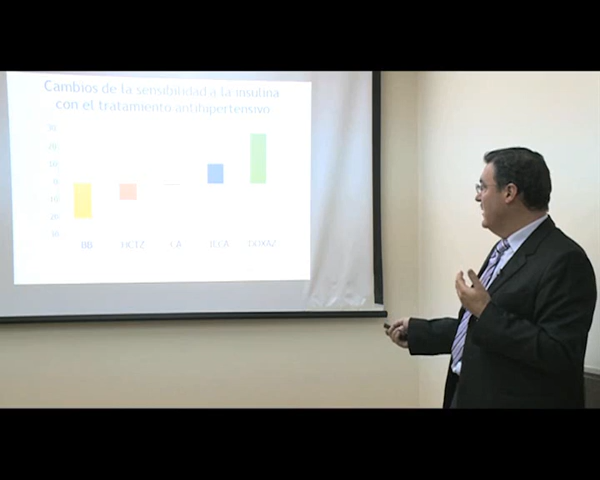 Cambios de la sensibilidad a la insulina
con el tratamiento antihipertensivo
BB HCTZ CA IECA DOXAZ